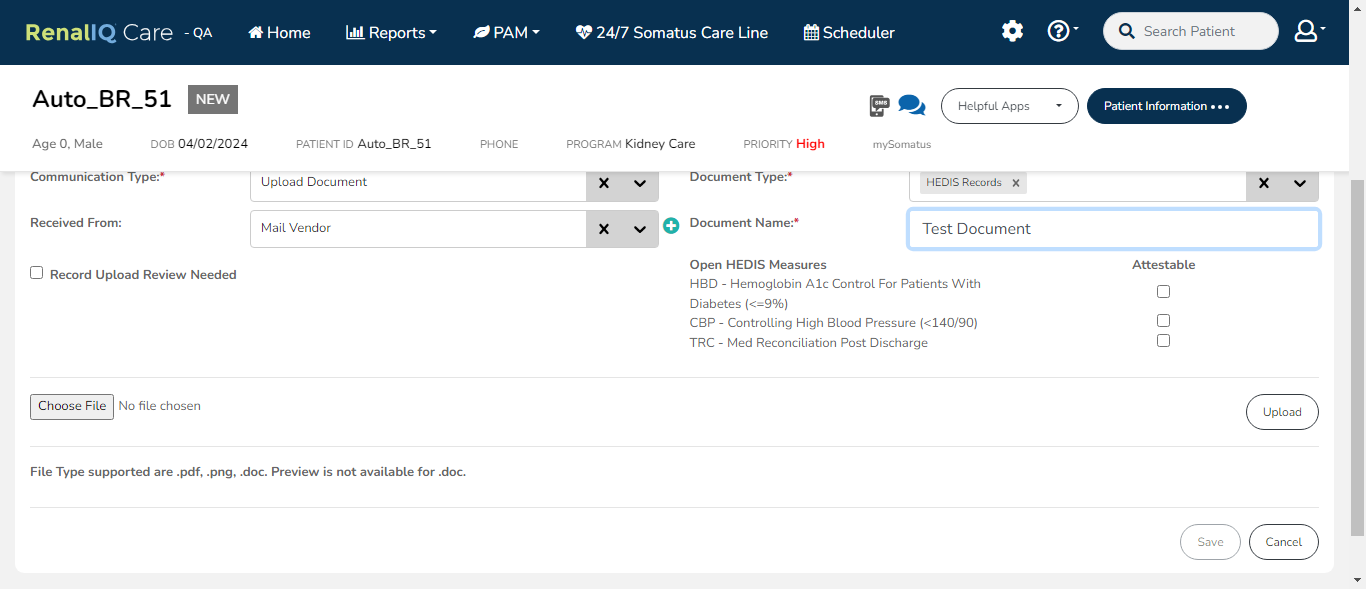 RenalIQ Care - QA Home Reports PAM 24/7 Somatus Care Line Scheduler Search Patient
Auto_BR_51 NEW SMS Helpful Apps Patient Information •••
Age 0, Male DOB 04/02/2024 PATIENT ID Auto_BR_51 PHONE PROGRAM Kidney Care PRIORITY High mySomatus
Communication Type:* Upload Document Document Type:* HEDIS Records x
Received From: Mail Vendor Document Name:* Test Document
Record Upload Review Needed
Open HEDIS Measures Attestable
HBD - Hemoglobin A1c Control For Patients With
Diabetes (<=9%)
CBP - Controlling High Blood Pressure (<140/90)
TRC - Med Reconciliation Post Discharge
Choose File No file chosen Upload
File Type supported are .pdf, .png, .doc. Preview is not available for .doc.
Save Cancel